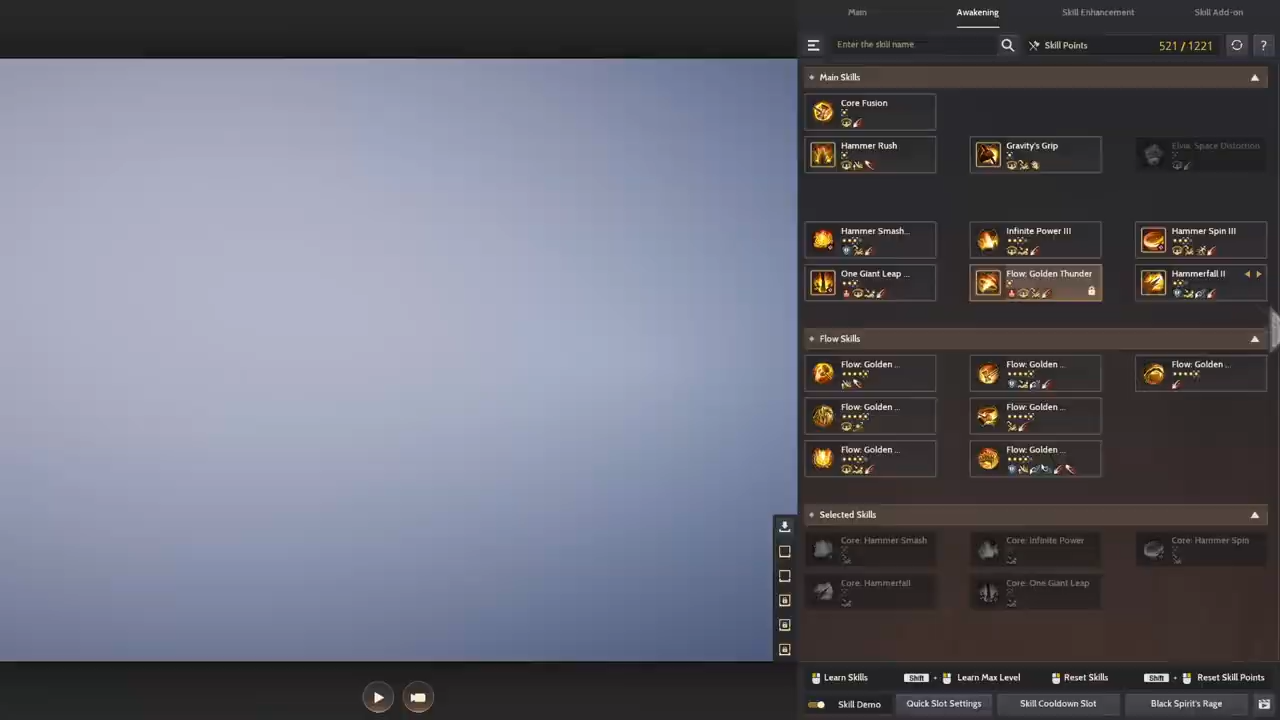 Main Awakening Skill Enhancement Skill Add-on
Enter the skill name Skill Points 521 / 1221 ?
Main Skills
Core Fusion
Hammer Rush Gravity's Grip Elvia: Space Distortion
Hammer Smash... Infinite Power III Hammer Spin III
One Giant Leap ... Flow: Golden Thunder Hammerfall II
Flow Skills
Flow: Golden ... Flow: Golden ... Flow: Golden ...
Flow: Golden ... Flow: Golden ...
Flow: Golden ... Flow: Golden ...
Selected Skills
Core: Hammer Smash Core: Infinite Power Core: Hammer Spin
Core: Hammerfall Core: One Giant Leap
Learn Skills Shift + Learn Max Level Reset Skills Shift + Reset Skill Points
Skill Demo Quick Slot Settings Skill Cooldown Slot Black Spirit's Rage